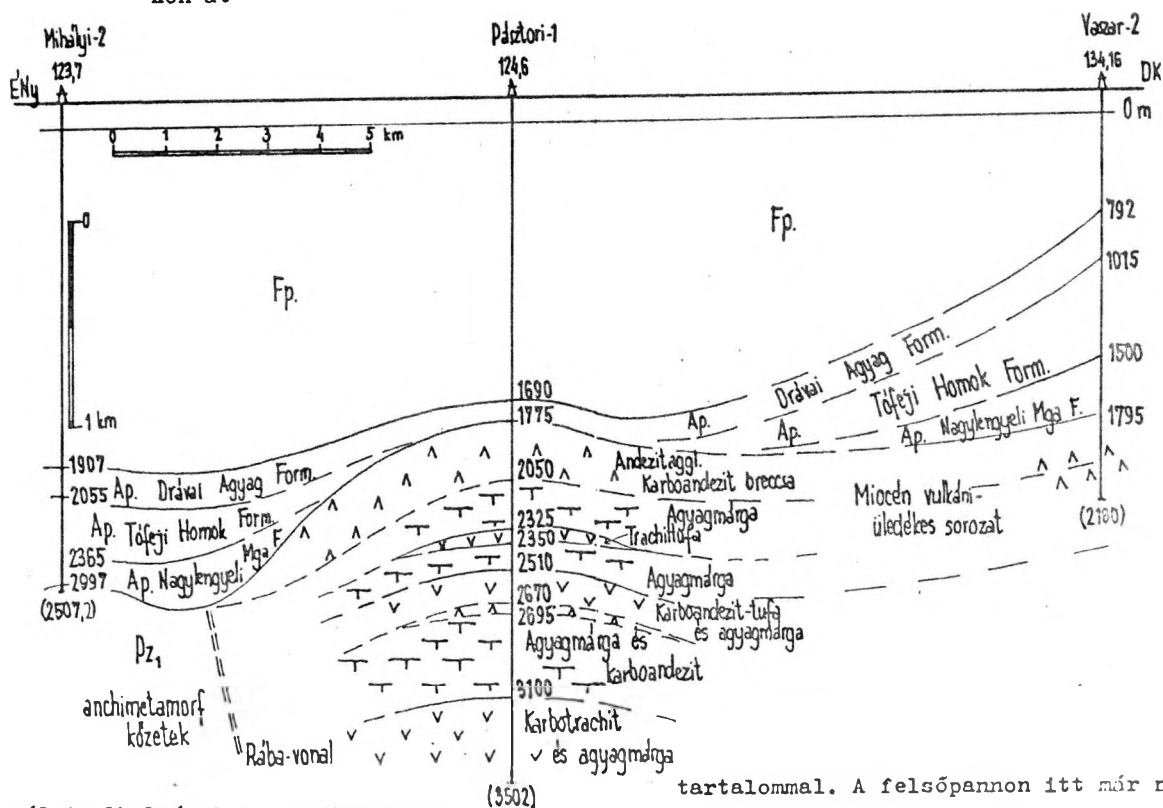 Mihályi-2
Pásztori-1
Vaszar-2
123,7
124,6
134,16
ÉNy
DK
0 m
0 1 2 3 4 5 km
0
1 km
Fp.
Fp.
792
1015
1500
1795
(2180)
1690
1775
2050
2325
2350
2510
2670
2695
3100
(3502)
1907
2055
2365
2997
(2507,2)
Ap. Drávai Agyag Form.
Ap. Tófeji Homok Form.
Ap. Nagylengyeli Mga F.
Ap. Drávai Agyag Form.
Ap. Tófeji Homok Form.
Ap. Nagylengyeli Mga F.
Andezitaggl.
Karboandezit breccsa
Agyagmárga
Trachittufa
Agyagmárga
Karboandezit-tufa
és agyagmárga
Agyagmárga és
karboandezit
Karbotrachit
és agyagmárga
Miocén vulkáni-
üledékes sorozat
Pz₁
anchimetamorf
kőzetek
Rába-vonal
tartalommal. A felsőpannon itt már